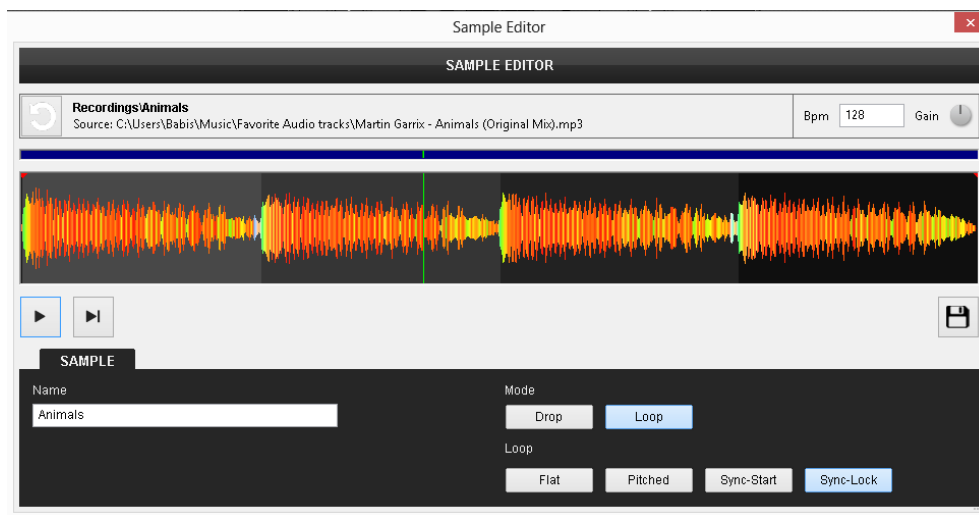 Sample Editor
SAMPLE EDITOR
Recordings\Animals
Source: C:\Users\Babis\Music\Favorite Audio tracks\Martin Garrix - Animals (Original Mix).mp3
Bpm 128 Gain
SAMPLE
Name
Animals
Mode
Drop Loop
Loop
Flat Pitched Sync-Start Sync-Lock